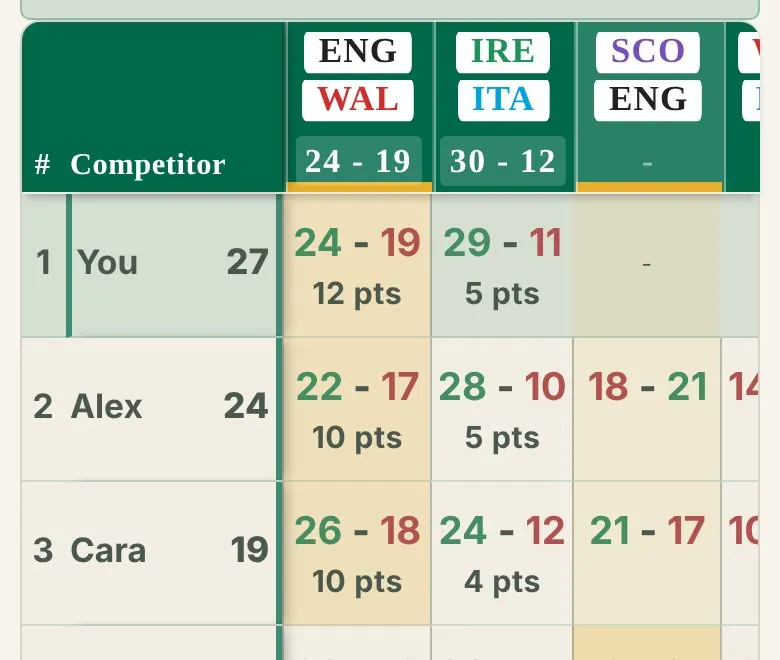 ENG IRE SCO
WAL ITA ENG
# Competitor 24 - 19 30 - 12 -
1 You 27 24 - 19 29 - 11 -
12 pts 5 pts
2 Alex 24 22 - 17 28 - 10 18 - 21 14
10 pts 5 pts
3 Cara 19 26 - 18 24 - 12 21 - 17 10
10 pts 4 pts